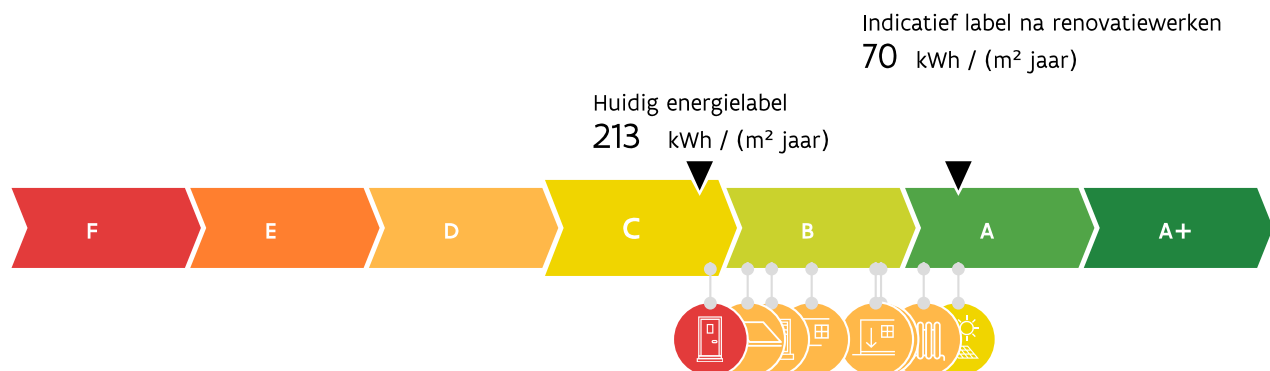 Indicatief label na renovatiewerken
70 kWh / (m² jaar)
Huidig energielabel
213 kWh / (m² jaar)
F E D C B A A+